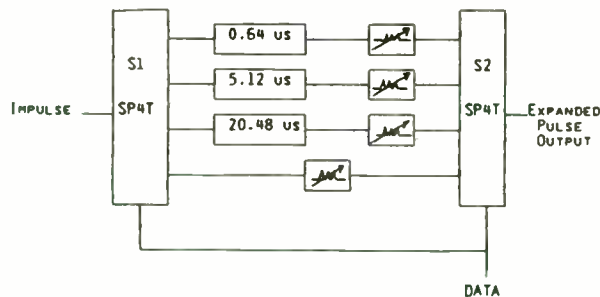 0.64 us
S1
5.12 us
S2
IMPULSE
SP4T
20.48 us
SP4T
EXPANDED
PULSE
OUTPUT
DATA